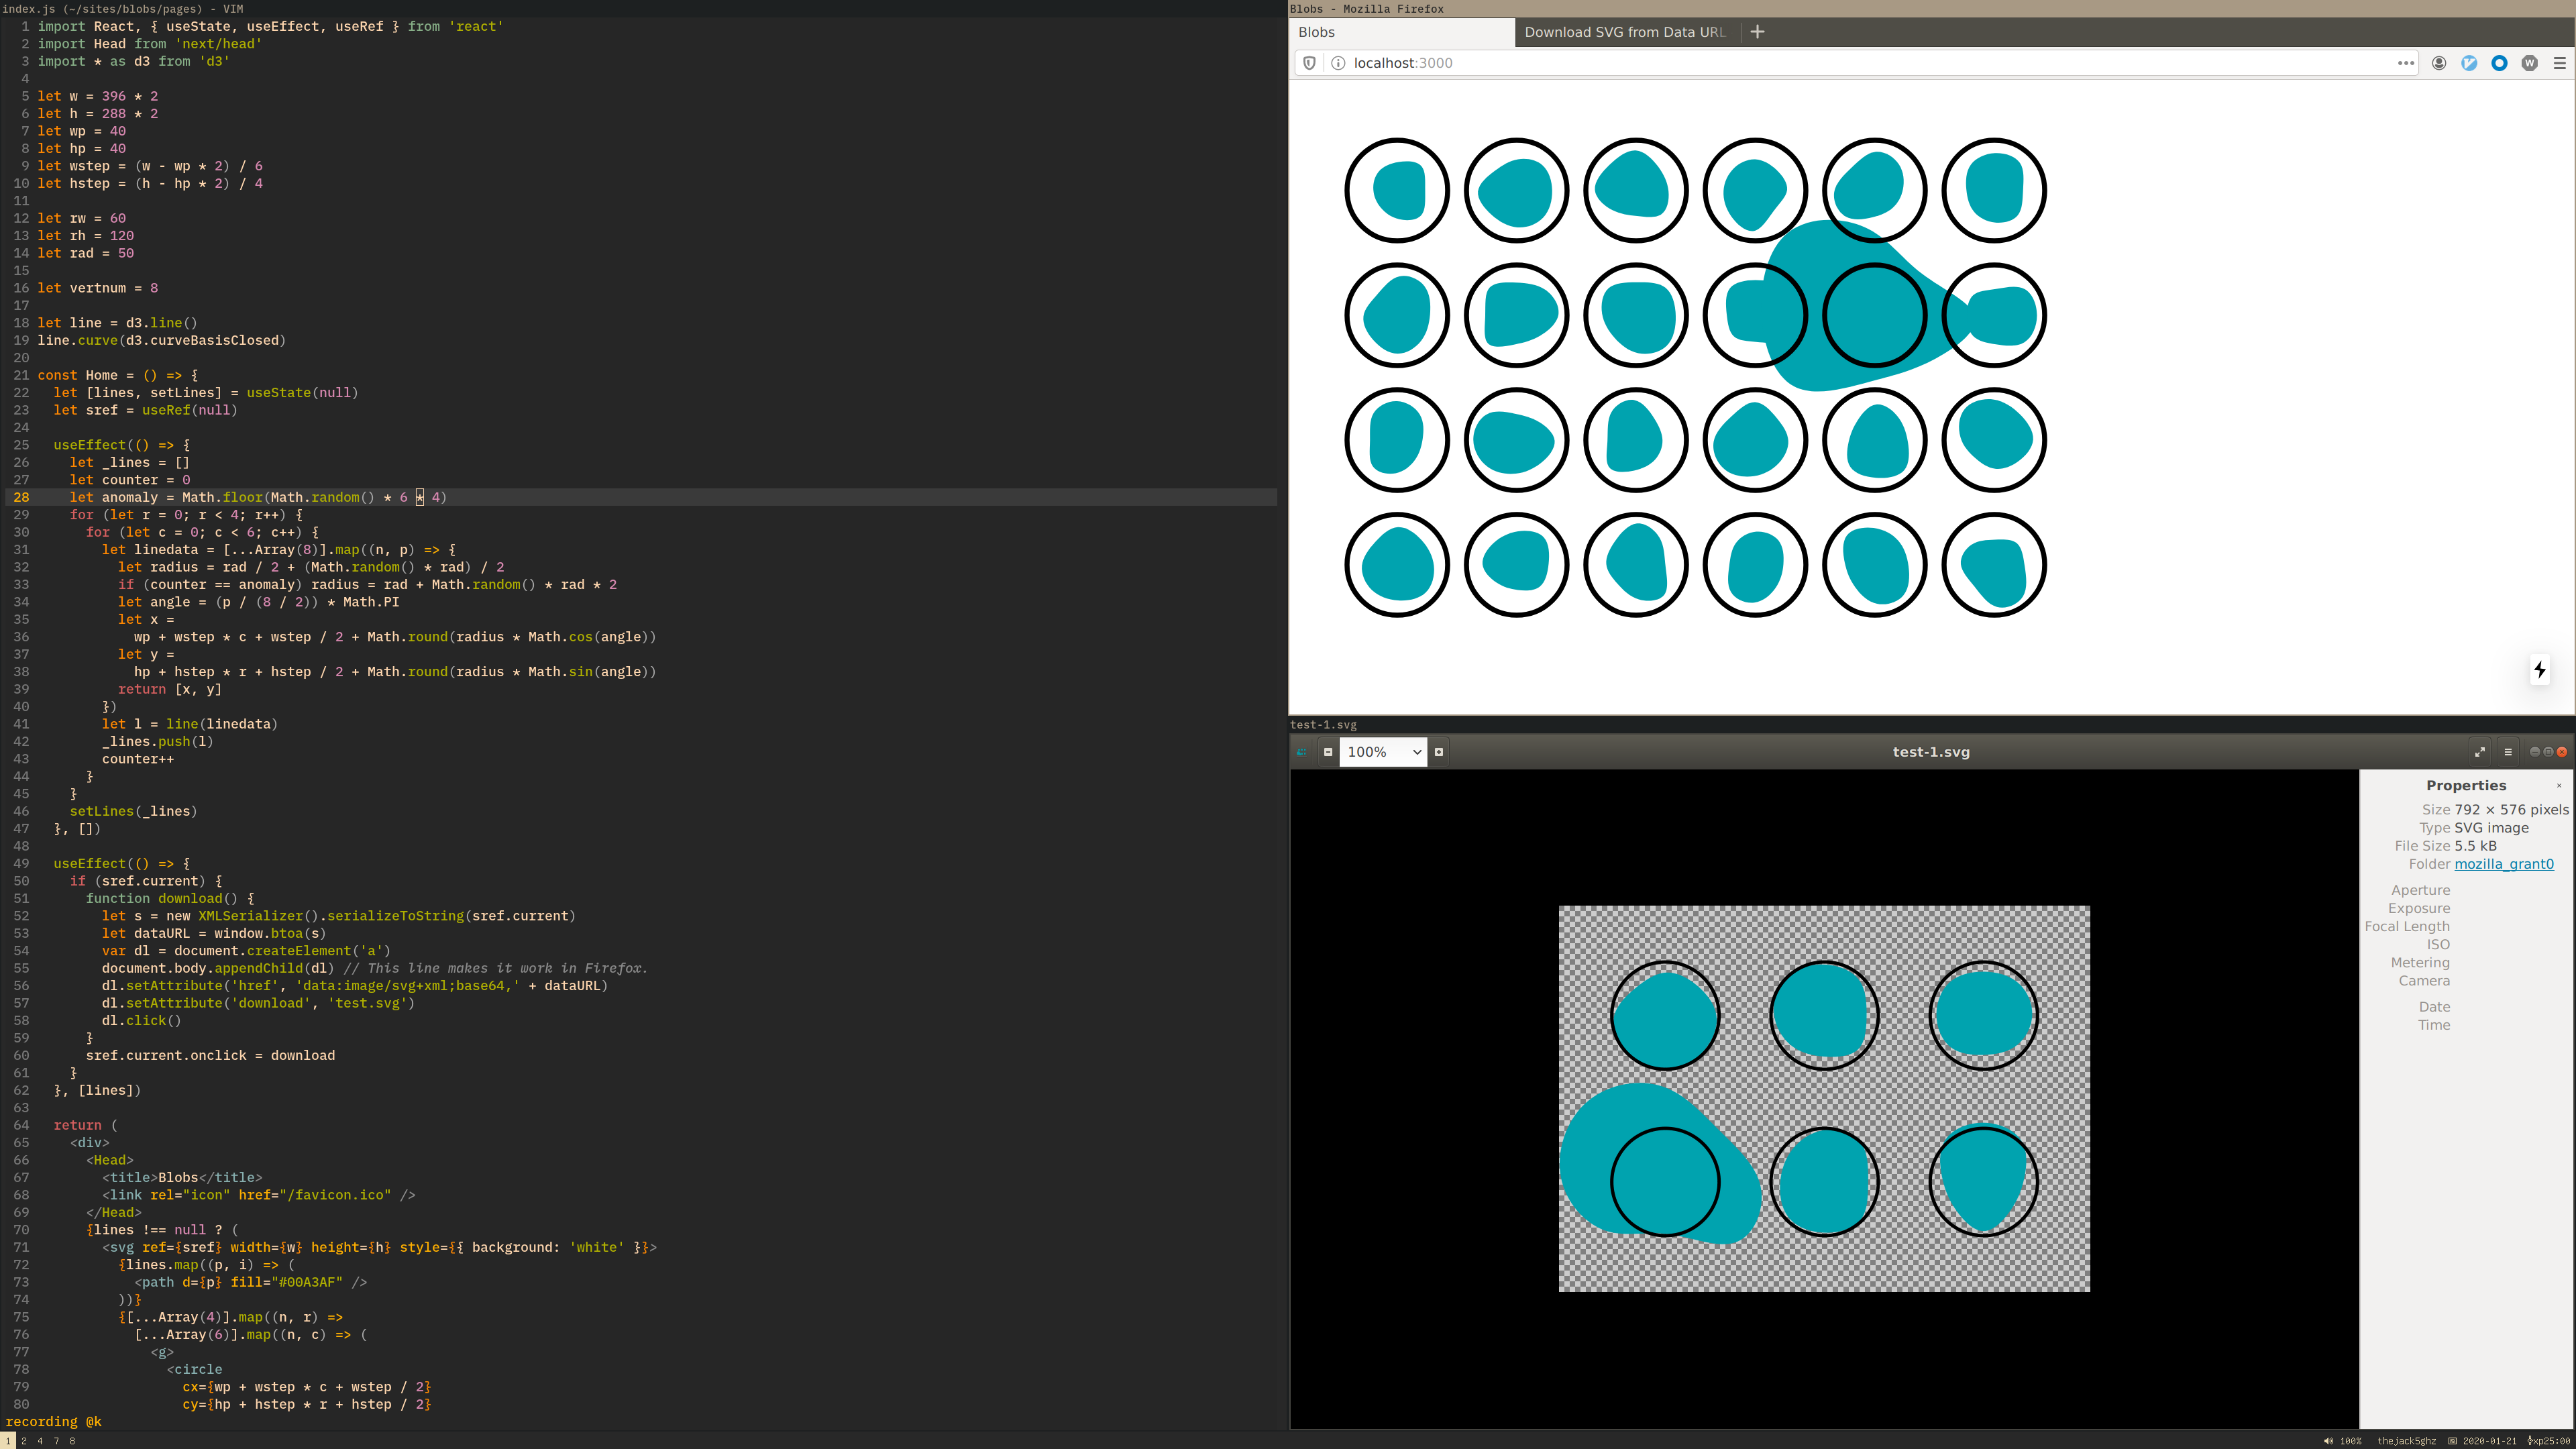 index.js (~/sites/blobs/pages) - VIM
1 import React, { useState, useEffect, useRef } from 'react'
2 import Head from 'next/head'
3 import * as d3 from 'd3'
4
5 let w = 396 * 2
6 let h = 288 * 2
7 let wp = 40
8 let hp = 40
9 let wstep = (w - wp * 2) / 6
10 let hstep = (h - hp * 2) / 4
11
12 let rw = 60
13 let rh = 120
14 let rad = 50
15
16 let vertnum = 8
17
18 let line = d3.line()
19 line.curve(d3.curveBasisClosed)
20
21 const Home = () => {
22   let [lines, setLines] = useState(null)
23   let sref = useRef(null)
24
25   useEffect(() => {
26     let _lines = []
27     let counter = 0
28     let anomaly = Math.floor(Math.random() * 6 * 4)
29     for (let r = 0; r < 4; r++) {
30       for (let c = 0; c < 6; c++) {
31         let linedata = [...Array(8)].map((n, p) => {
32           let radius = rad / 2 + (Math.random() * rad) / 2
33           if (counter == anomaly) radius = rad + Math.random() * rad * 2
34           let angle = (p / (8 / 2)) * Math.PI
35           let x =
36             wp + wstep * c + wstep / 2 + Math.round(radius * Math.cos(angle))
37           let y =
38             hp + hstep * r + hstep / 2 + Math.round(radius * Math.sin(angle))
39           return [x, y]
40         })
41         let l = line(linedata)
42         _lines.push(l)
43         counter++
44       }
45     }
46     setLines(_lines)
47   }, [])
48
49   useEffect(() => {
50     if (sref.current) {
51       function download() {
52         let s = new XMLSerializer().serializeToString(sref.current)
53         let dataURL = window.btoa(s)
54         var dl = document.createElement('a')
55         document.body.appendChild(dl) // This line makes it work in Firefox.
56         dl.setAttribute('href', 'data:image/svg+xml;base64,' + dataURL)
57         dl.setAttribute('download', 'test.svg')
58         dl.click()
59       }
60       sref.current.onclick = download
61     }
62   }, [lines])
63
64   return (
65     <div>
66       <Head>
67         <title>Blobs</title>
68         <link rel="icon" href="/favicon.ico" />
69       </Head>
70       {lines !== null ? (
71         <svg ref={sref} width={w} height={h} style={{ background: 'white' }}>
72           {lines.map((p, i) => (
73             <path d={p} fill="#00A3AF" />
74           ))}
75           {[...Array(4)].map((n, r) =>
76             [...Array(6)].map((n, c) => (
77               <g>
78                 <circle
79                   cx={wp + wstep * c + wstep / 2}
80                   cy={hp + hstep * r + hstep / 2}
recording @k
1 2 4 7 8
Blobs - Mozilla Firefox
Blobs
Download SVG from Data URL
localhost:3000
test-1.svg
100%
test-1.svg
Properties
Size 792 × 576 pixels
Type SVG image
File Size 5.5 kB
Folder mozilla_grant0
Aperture
Exposure
Focal Length
ISO
Metering
Camera
Date
Time
100% thejack5ghz 2020-01-21